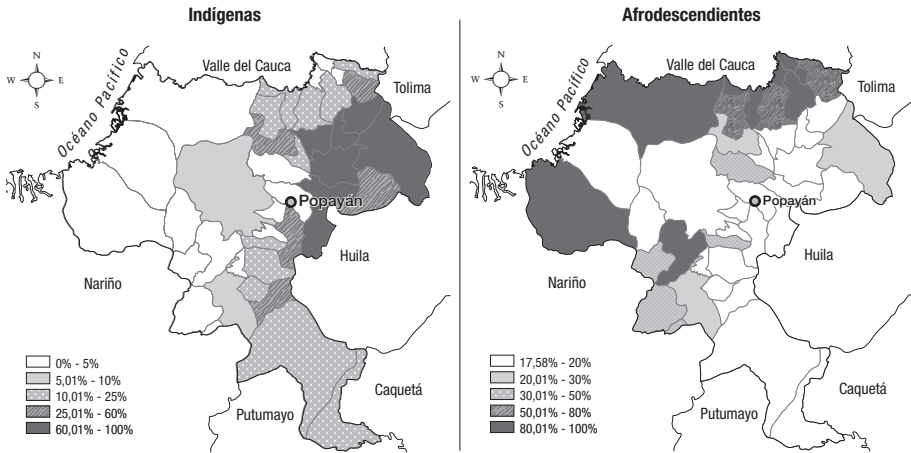 Indígenas
N
W E
S
Océano Pacífico
Valle del Cauca
Tolima
Popayán
Huila
Nariño
Caquetá
Putumayo
0% - 5%
5,01% - 10%
10,01% - 25%
25,01% - 60%
60,01% - 100%
Afrodescendientes
N
W E
S
Océano Pacífico
Valle del Cauca
Tolima
Popayán
Huila
Nariño
Caquetá
Putumayo
17,58% - 20%
20,01% - 30%
30,01% - 50%
50,01% - 80%
80,01% - 100%